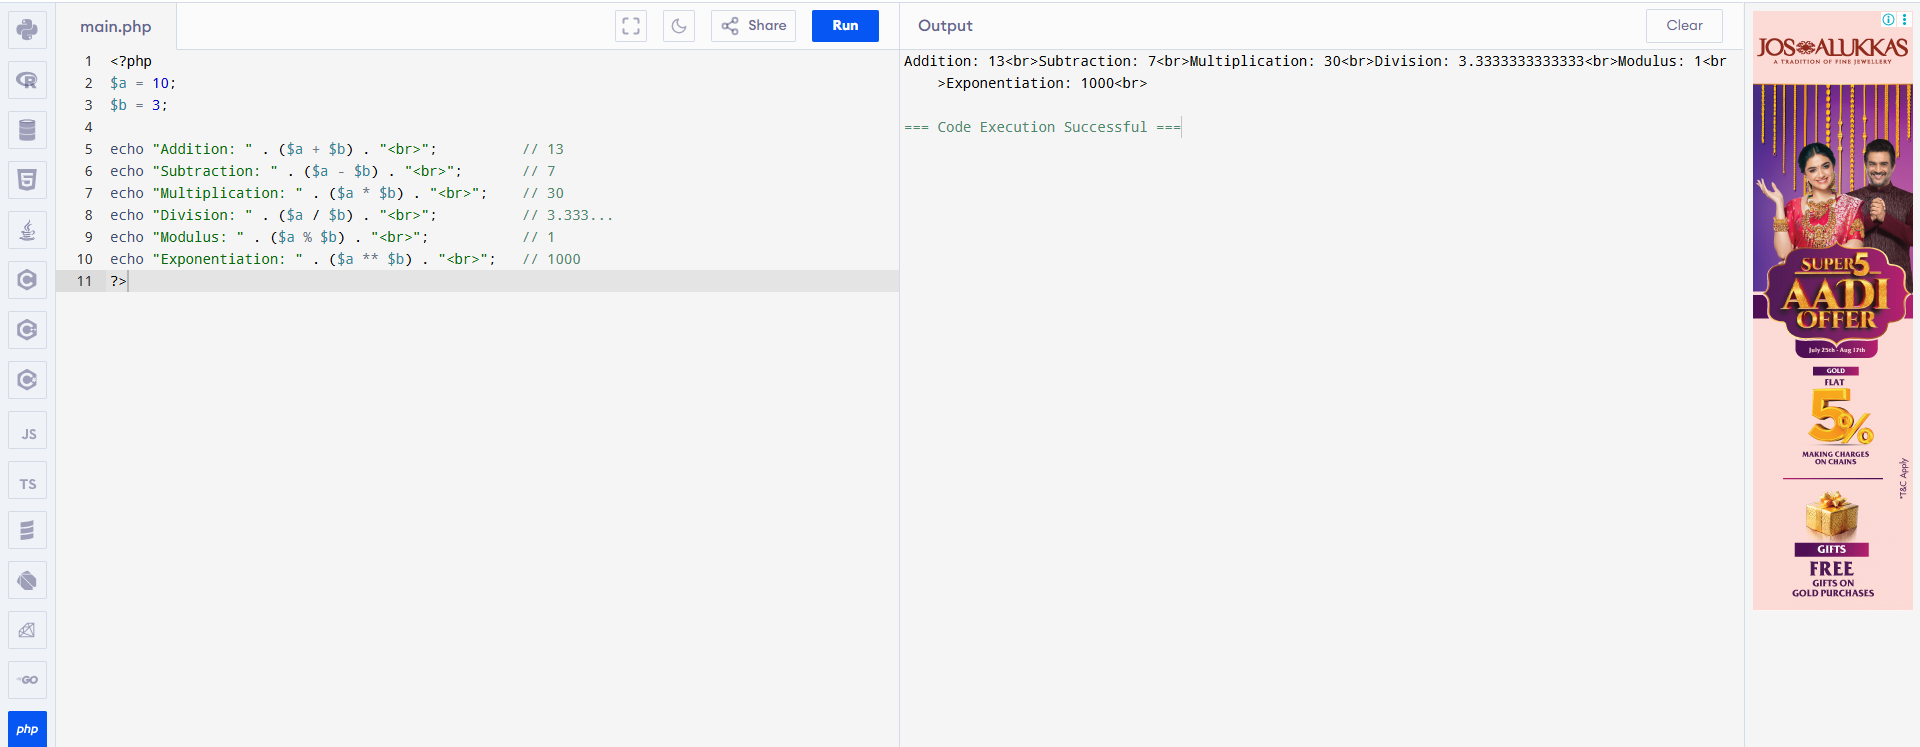 main.php
Share
Run
1 <?php
2 $a = 10;
3 $b = 3;
4
5 echo "Addition: " . ($a + $b) . "<br>"; // 13
6 echo "Subtraction: " . ($a - $b) . "<br>"; // 7
7 echo "Multiplication: " . ($a * $b) . "<br>"; // 30
8 echo "Division: " . ($a / $b) . "<br>"; // 3.333...
9 echo "Modulus: " . ($a % $b) . "<br>"; // 1
10 echo "Exponentiation: " . ($a ** $b) . "<br>"; // 1000
11 ?>
Output
Clear
Addition: 13<br>Subtraction: 7<br>Multiplication: 30<br>Division: 3.3333333333333<br>Modulus: 1<br
>Exponentiation: 1000<br>
=== Code Execution Successful ===
R
5
C
C
C
JS
TS
GO
php
JOS ALUKKAS
A TRADITION OF FINE JEWELLERY
SUPER 5
AADI
OFFER
July 25th - Aug 17th
GOLD
FLAT
5%
MAKING CHARGES
ON CHAINS
*T&C Apply
GIFTS
FREE
GIFTS ON
GOLD PURCHASES